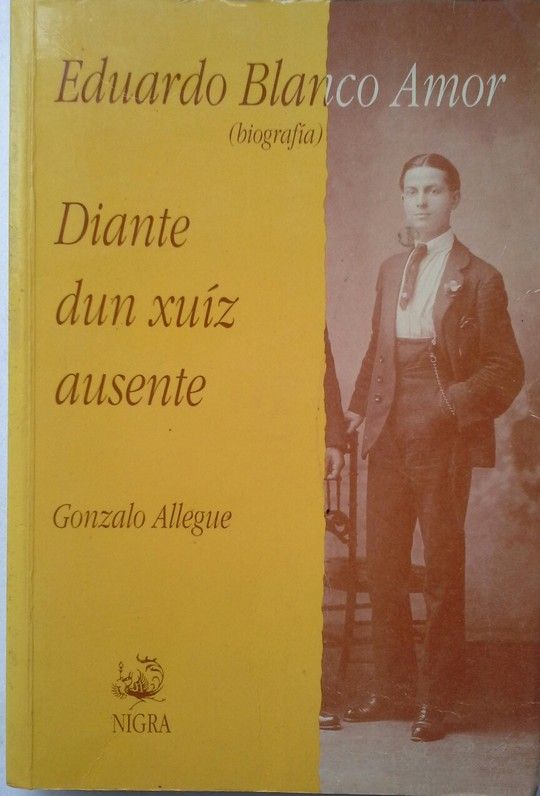 Eduardo Blanco Amor
(biografía)
Diante
dun xuíz
ausente
Gonzalo Allegue
NIGRA